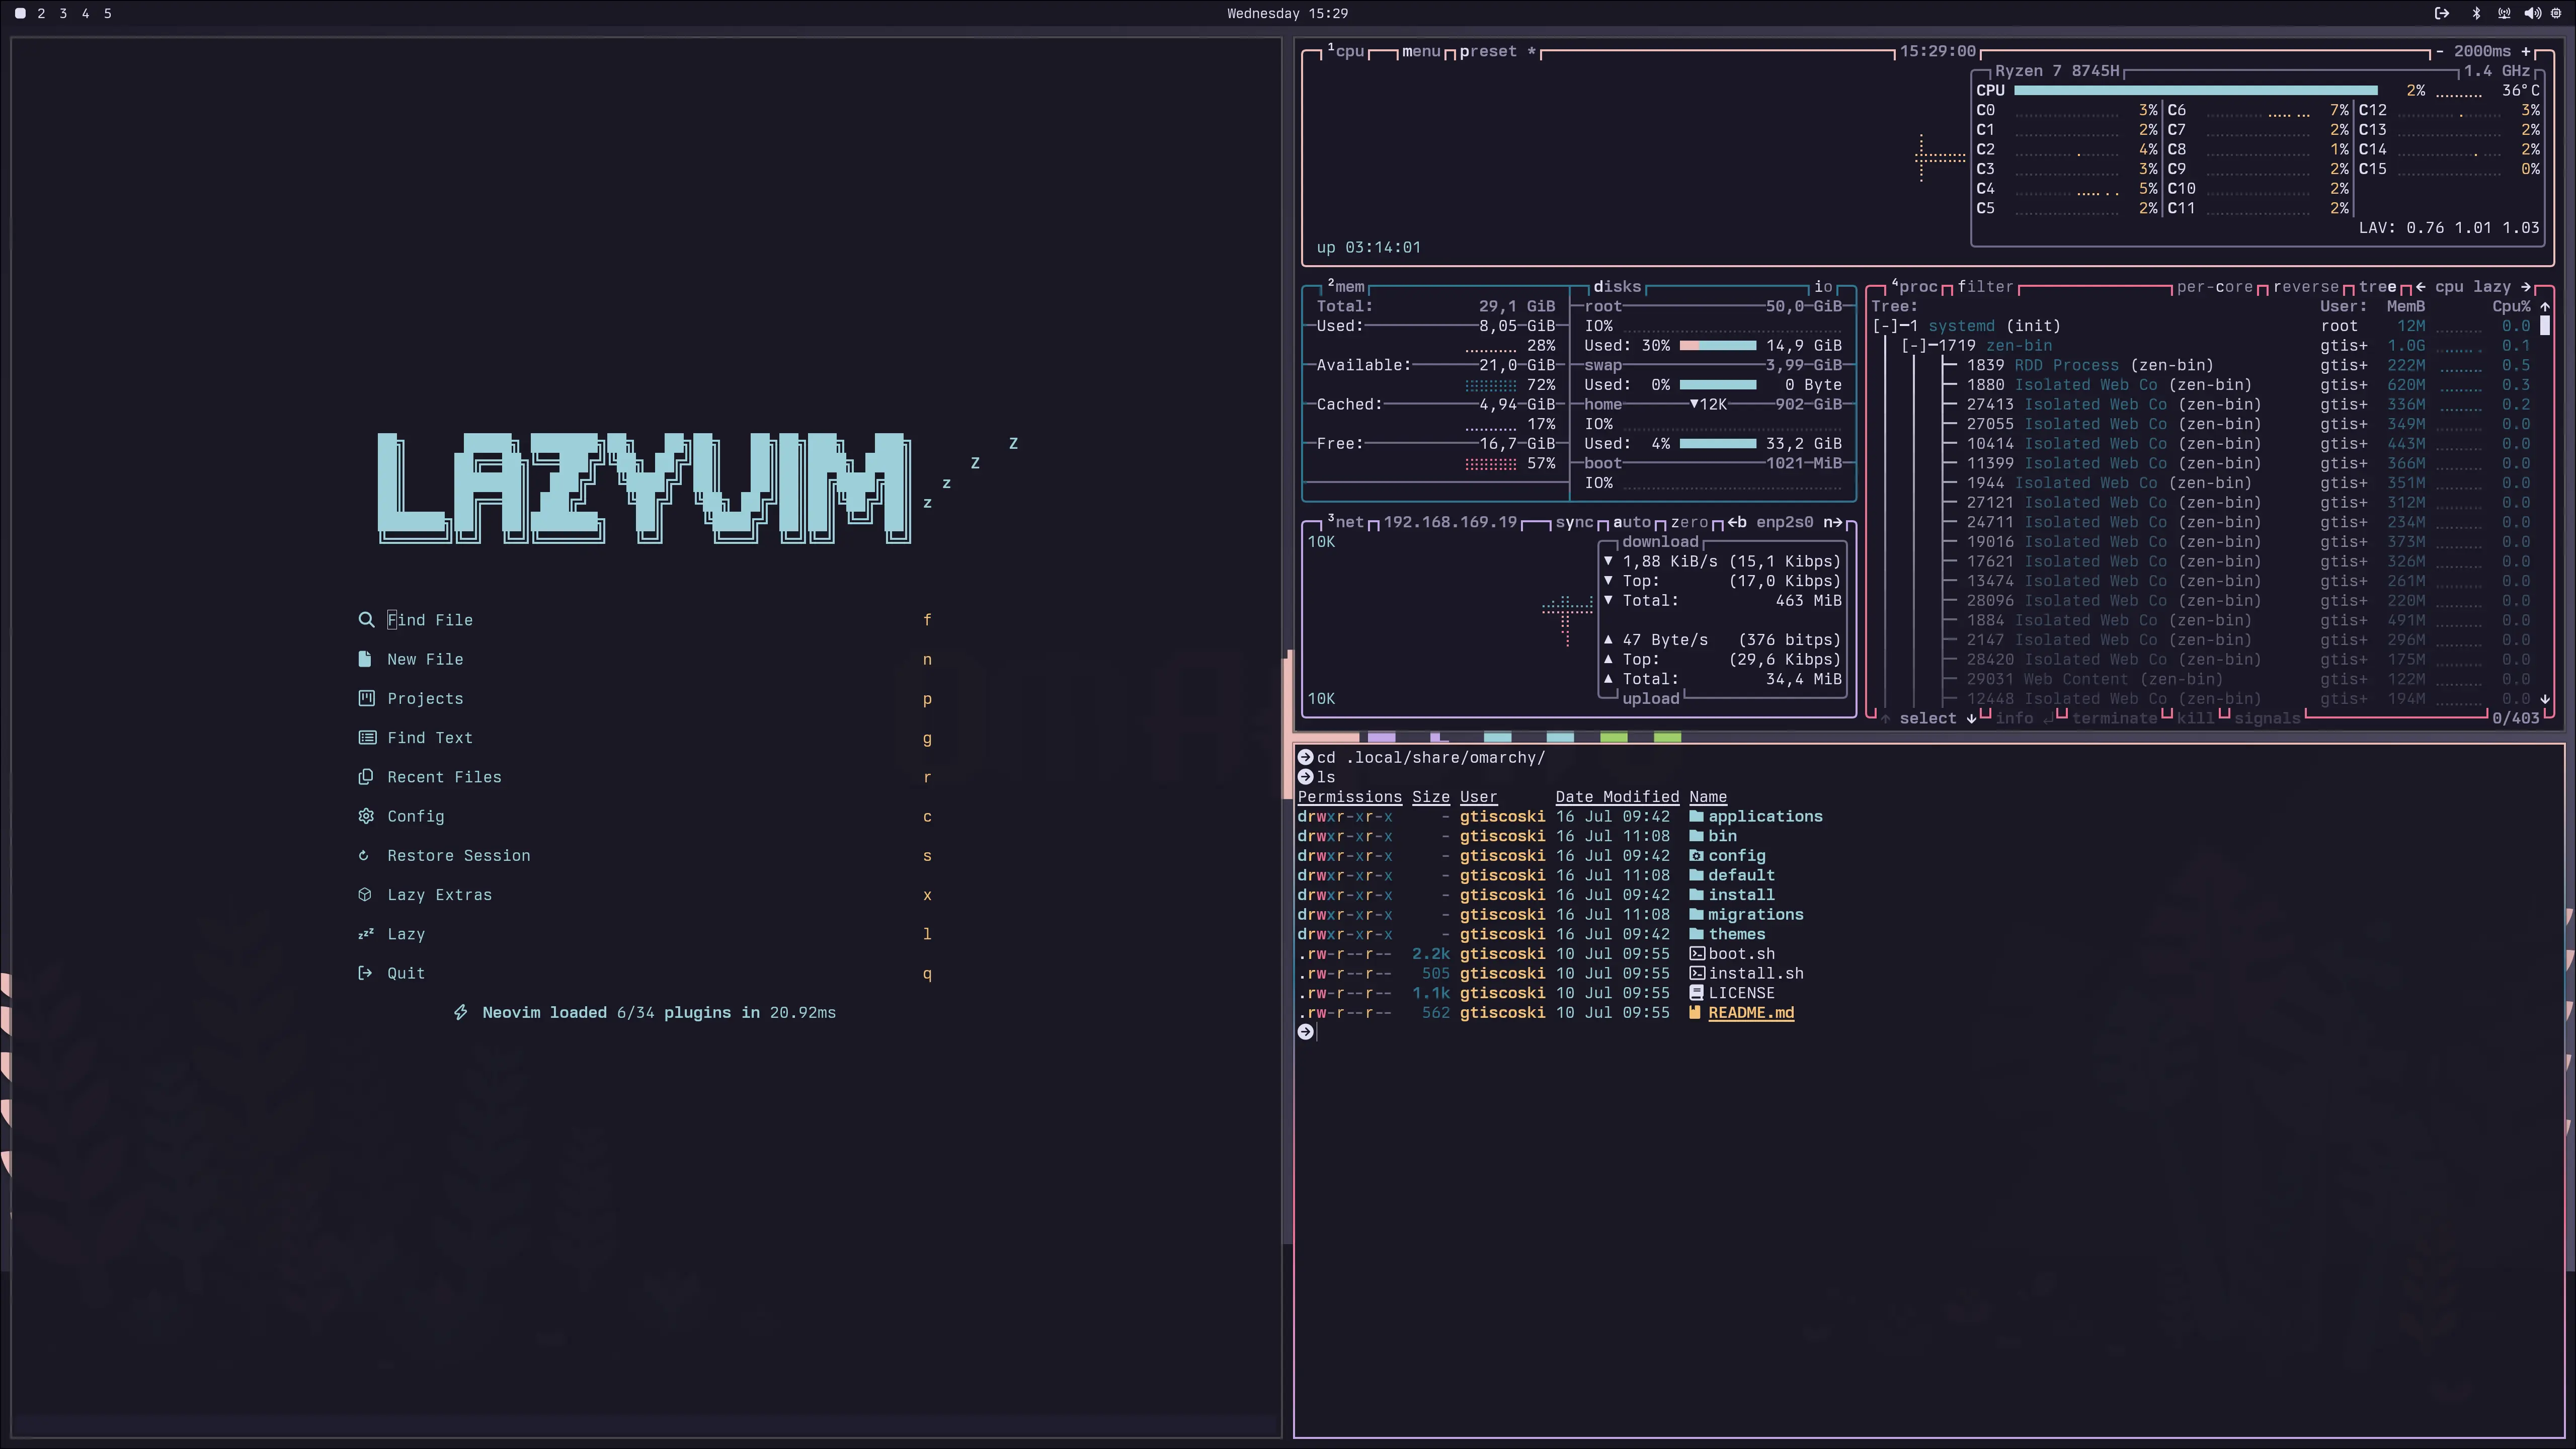 2 3 4 5
Wednesday 15:29
LAZYVIM
Z
Z
z
z
Find File f
New File n
Projects p
Find Text g
Recent Files r
Config c
Restore Session s
Lazy Extras x
Lazy l
Quit q
Neovim loaded 6/34 plugins in 20.92ms
1cpu menu preset * 15:29:00 - 2000ms +
Ryzen 7 8745H 1.4 GHz
CPU 2% 36°C
C0 3% C6 7% C12 3%
C1 2% C7 2% C13 2%
C2 4% C8 1% C14 2%
C3 3% C9 2% C15 0%
C4 5% C10 2%
C5 2% C11 2%
LAV: 0.76 1.01 1.03
up 03:14:01
2mem
Total: 29,1 GiB
Used: 8,05 GiB
28%
Available: 21,0 GiB
72%
Cached: 4,94 GiB
17%
Free: 16,7 GiB
57%
disks io
root 50,0 GiB
IO%
Used: 30% 14,9 GiB
swap 3,99 GiB
Used: 0% 0 Byte
home ▼12K 902 GiB
IO%
Used: 4% 33,2 GiB
boot 1021 MiB
IO%
3net 192.168.169.19 sync auto zero ←b enp2s0 n→
10K
download
▼ 1,88 KiB/s (15,1 Kibps)
▼ Top: (17,0 Kibps)
▼ Total: 463 MiB
▲ 47 Byte/s (376 bitps)
▲ Top: (29,6 Kibps)
▲ Total: 34,4 MiB
10K
upload
4proc filter per-core reverse tree ← cpu lazy →
Tree: User: MemB Cpu% ↑
[-]─1 systemd (init) root 12M 0.0
[-]─1719 zen-bin gtis+ 1.0G 0.1
1839 RDD Process (zen-bin) gtis+ 222M 0.5
1880 Isolated Web Co (zen-bin) gtis+ 620M 0.3
27413 Isolated Web Co (zen-bin) gtis+ 336M 0.2
27055 Isolated Web Co (zen-bin) gtis+ 349M 0.0
10414 Isolated Web Co (zen-bin) gtis+ 443M 0.0
11399 Isolated Web Co (zen-bin) gtis+ 366M 0.0
1944 Isolated Web Co (zen-bin) gtis+ 351M 0.0
27121 Isolated Web Co (zen-bin) gtis+ 312M 0.0
24711 Isolated Web Co (zen-bin) gtis+ 234M 0.0
19016 Isolated Web Co (zen-bin) gtis+ 373M 0.0
17621 Isolated Web Co (zen-bin) gtis+ 326M 0.0
13474 Isolated Web Co (zen-bin) gtis+ 261M 0.0
28096 Isolated Web Co (zen-bin) gtis+ 220M 0.0
1884 Isolated Web Co (zen-bin) gtis+ 491M 0.0
2147 Isolated Web Co (zen-bin) gtis+ 296M 0.0
28420 Isolated Web Co (zen-bin) gtis+ 175M 0.0
29031 Web Content (zen-bin) gtis+ 122M 0.0
12448 Isolated Web Co (zen-bin) gtis+ 194M 0.0 ↓
↑ select ↓ info ↵ terminate kill signals 0/403
cd .local/share/omarchy/
ls
Permissions Size User Date Modified Name
drwxr-xr-x - gtiscoski 16 Jul 09:42 applications
drwxr-xr-x - gtiscoski 16 Jul 11:08 bin
drwxr-xr-x - gtiscoski 16 Jul 09:42 config
drwxr-xr-x - gtiscoski 16 Jul 11:08 default
drwxr-xr-x - gtiscoski 16 Jul 09:42 install
drwxr-xr-x - gtiscoski 16 Jul 11:08 migrations
drwxr-xr-x - gtiscoski 16 Jul 09:42 themes
.rw-r--r-- 2.2k gtiscoski 10 Jul 09:55 boot.sh
.rw-r--r-- 505 gtiscoski 10 Jul 09:55 install.sh
.rw-r--r-- 1.1k gtiscoski 10 Jul 09:55 LICENSE
.rw-r--r-- 562 gtiscoski 10 Jul 09:55 README.md